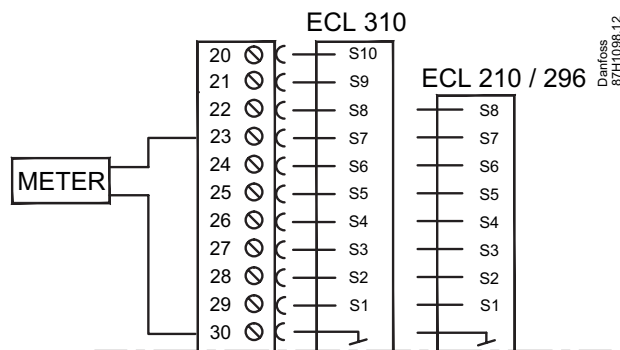 ECL 310
Danfoss
87H1098.12
ECL 210 / 296
20 S10
21 S9
22 S8 S8
23 S7 S7
24 S6 S6
METER
25 S5 S5
26 S4 S4
27 S3 S3
28 S2 S2
29 S1 S1
30